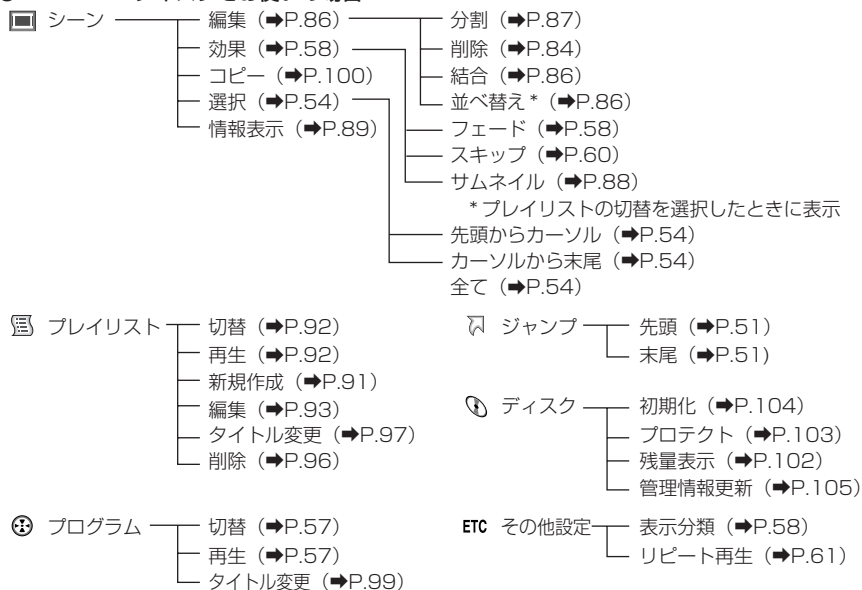 シーン
編集（➡P.86）
効果（➡P.58）
コピー（➡P.100）
選択（➡P.54）
情報表示（➡P.89）
分割（➡P.87）
削除（➡P.84）
結合（➡P.86）
並べ替え*（➡P.86）
フェード（➡P.58）
スキップ（➡P.60）
サムネイル（➡P.88）
*プレイリストの切替を選択したときに表示
先頭からカーソル（➡P.54）
カーソルから末尾（➡P.54）
全て（➡P.54）
プレイリスト
切替（➡P.92）
再生（➡P.92）
新規作成（➡P.91）
編集（➡P.93）
タイトル変更（➡P.97）
削除（➡P.96）
ジャンプ
先頭（➡P.51）
末尾（➡P.51）
ディスク
初期化（➡P.104）
プロテクト（➡P.103）
残量表示（➡P.102）
管理情報更新（➡P.105）
プログラム
切替（➡P.57）
再生（➡P.57）
タイトル変更（➡P.99）
ETC その他設定
表示分類（➡P.58）
リピート再生（➡P.61）